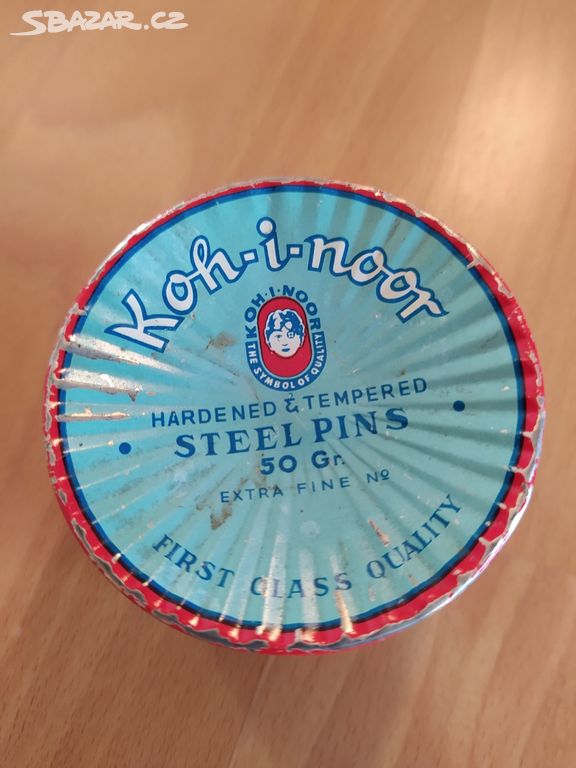 SBAZAR.CZ
Koh-i-noor
KOH-I-NOOR
THE SYMBOL OF QUALITY
HARDENED & TEMPERED
• STEEL PINS •
50 Gr.
EXTRA FINE Nº
FIRST CLASS QUALITY